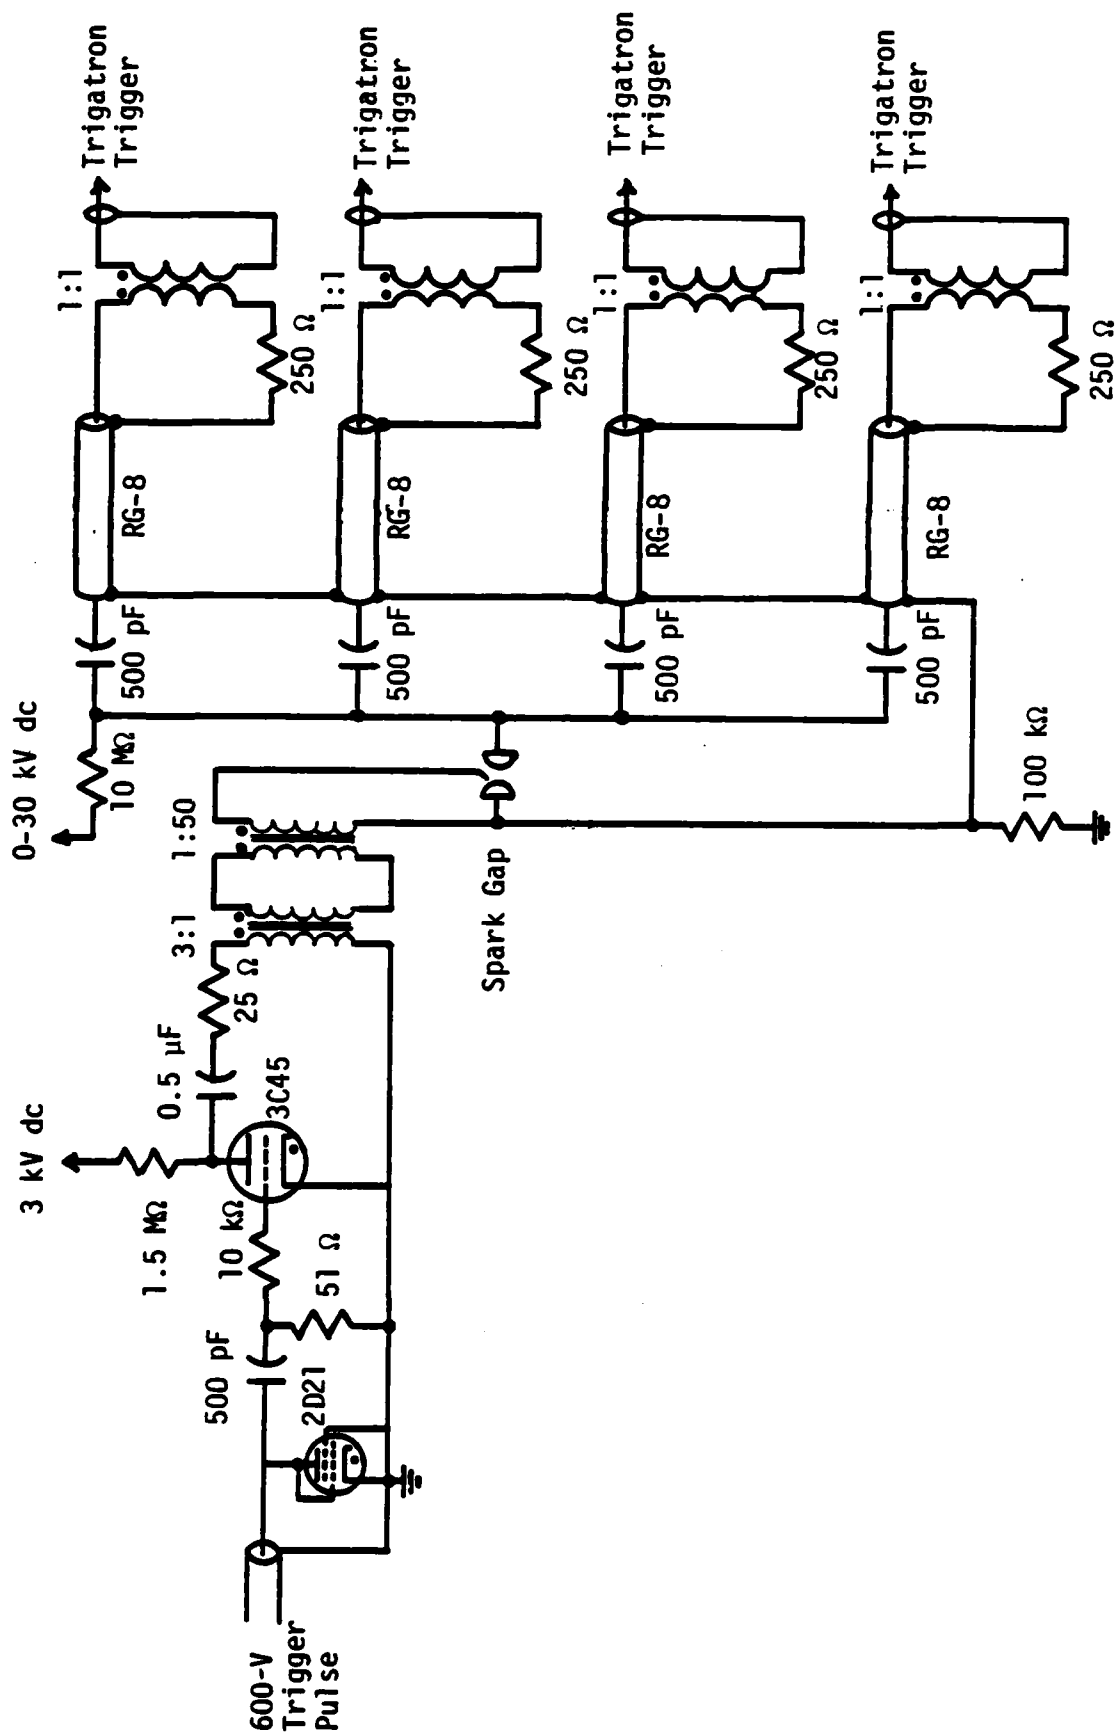 600-V
Trigger
Pulse
2D21
500 pF
51 Ω
10 kΩ
1.5 MΩ
3 kV dc
3C45
0.5 µF
25 Ω
3:1
1:50
Spark Gap
0-30 kV dc
10 MΩ
100 kΩ
500 pF
RG-8
250 Ω
1:1
Trigatron
Trigger
500 pF
RG-8
250 Ω
1:1
Trigatron
Trigger
500 pF
RG-8
250 Ω
1:1
Trigatron
Trigger
500 pF
RG-8
250 Ω
1:1
Trigatron
Trigger